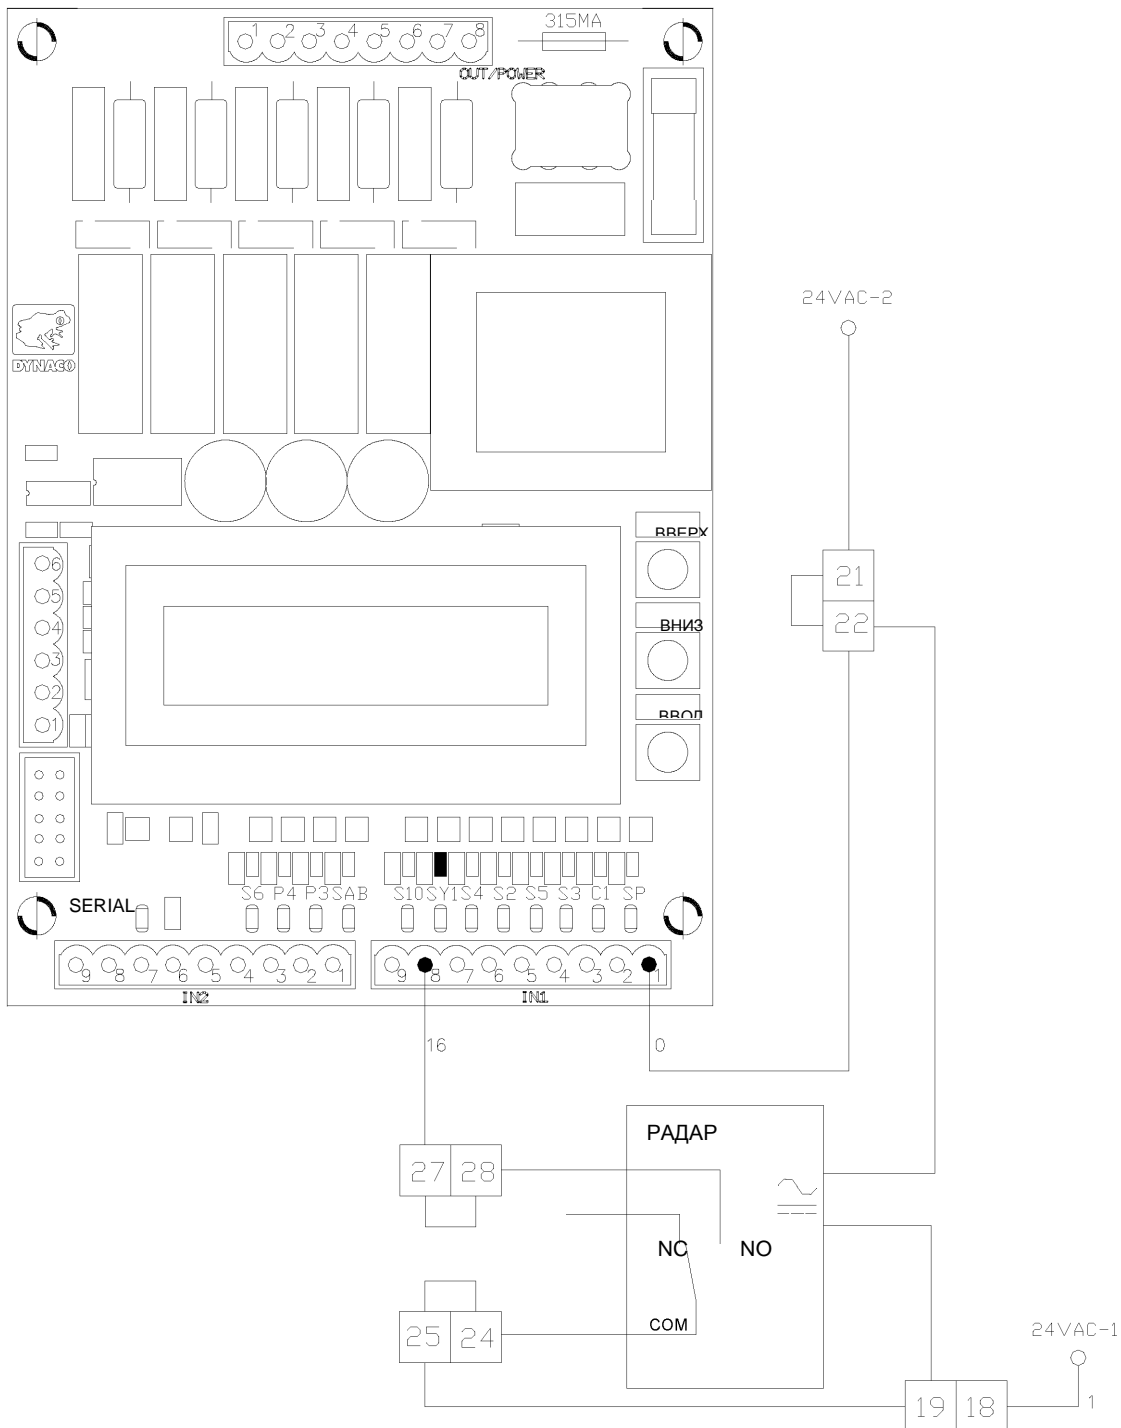 315MA
1 2 3 4 5 6 7 8
OUT/POWER
24VAC-2
DYNACO
ВВЕРХ
6
5
4
3
2
1
ВНИЗ
ВВОД
21
22
S6 P4 P3 SAB S10 SY1 S4 S2 S5 S3 C1 SP
SERIAL
9 8 7 6 5 4 3 2 1
9 8 7 6 5 4 3 2 1
IN2
IN1
16
0
РАДАР
27 28
NC NO
COM
25 24
24VAC-1
19 18
1